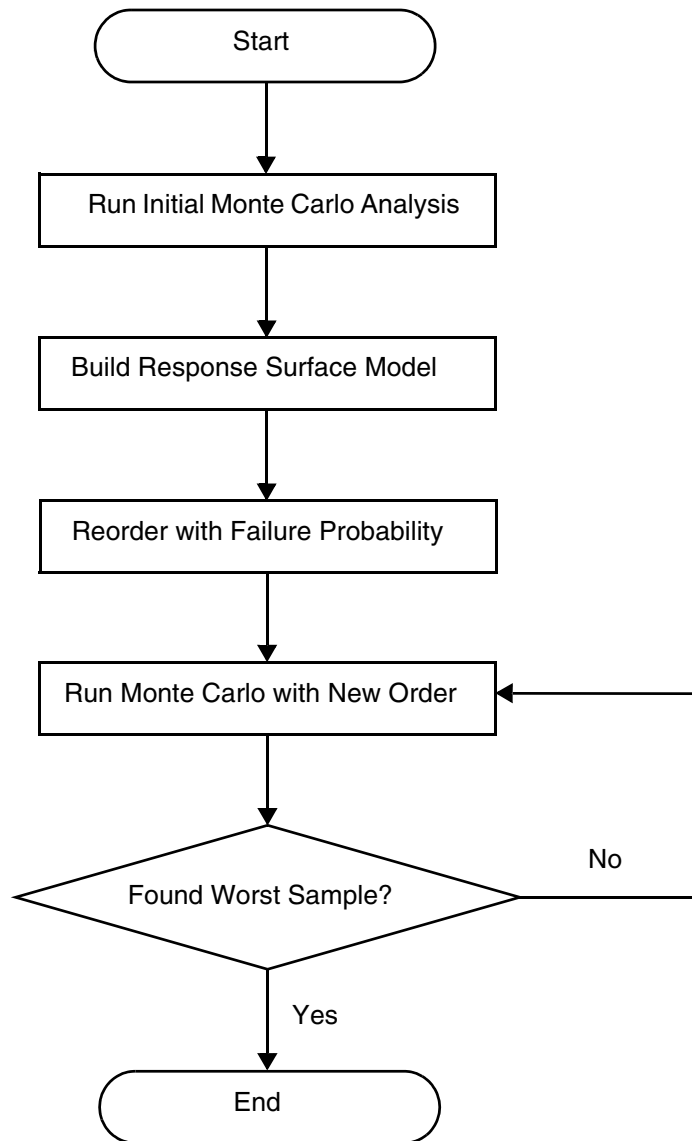 Start
Run Initial Monte Carlo Analysis
Build Response Surface Model
Reorder with Failure Probability
Run Monte Carlo with New Order
Found Worst Sample?
No
Yes
End